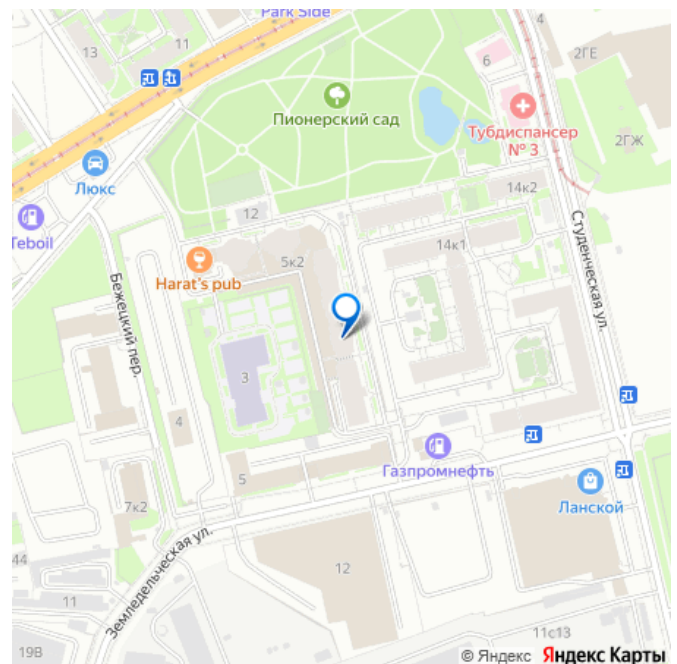 Park Side
4
13
11
6
2ГЕ
Пионерский сад
Тубдиспансер
№ 3
2ГЖ
Люкс
Teboil
12
14к2
14к1
Студенческая ул.
Бежецкий пер.
5к2
Harat's pub
3
4
5
Газпромнефть
Ланской
7к2
Земледельческая ул.
44
12
11
11с13
19В
© Яндекс Яндекс Карты